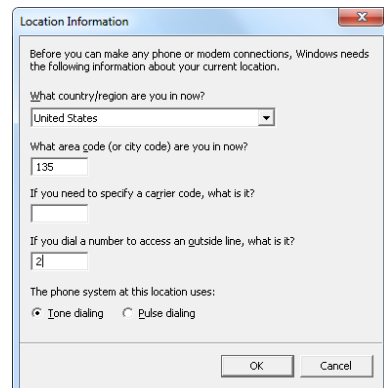 Location Information
Before you can make any phone or modem connections, Windows needs
the following information about your current location.
What country/region are you in now?
United States
What area code (or city code) are you in now?
135
If you need to specify a carrier code, what is it?
If you dial a number to access an outside line, what is it?
2
The phone system at this location uses:
Tone dialing Pulse dialing
OK Cancel